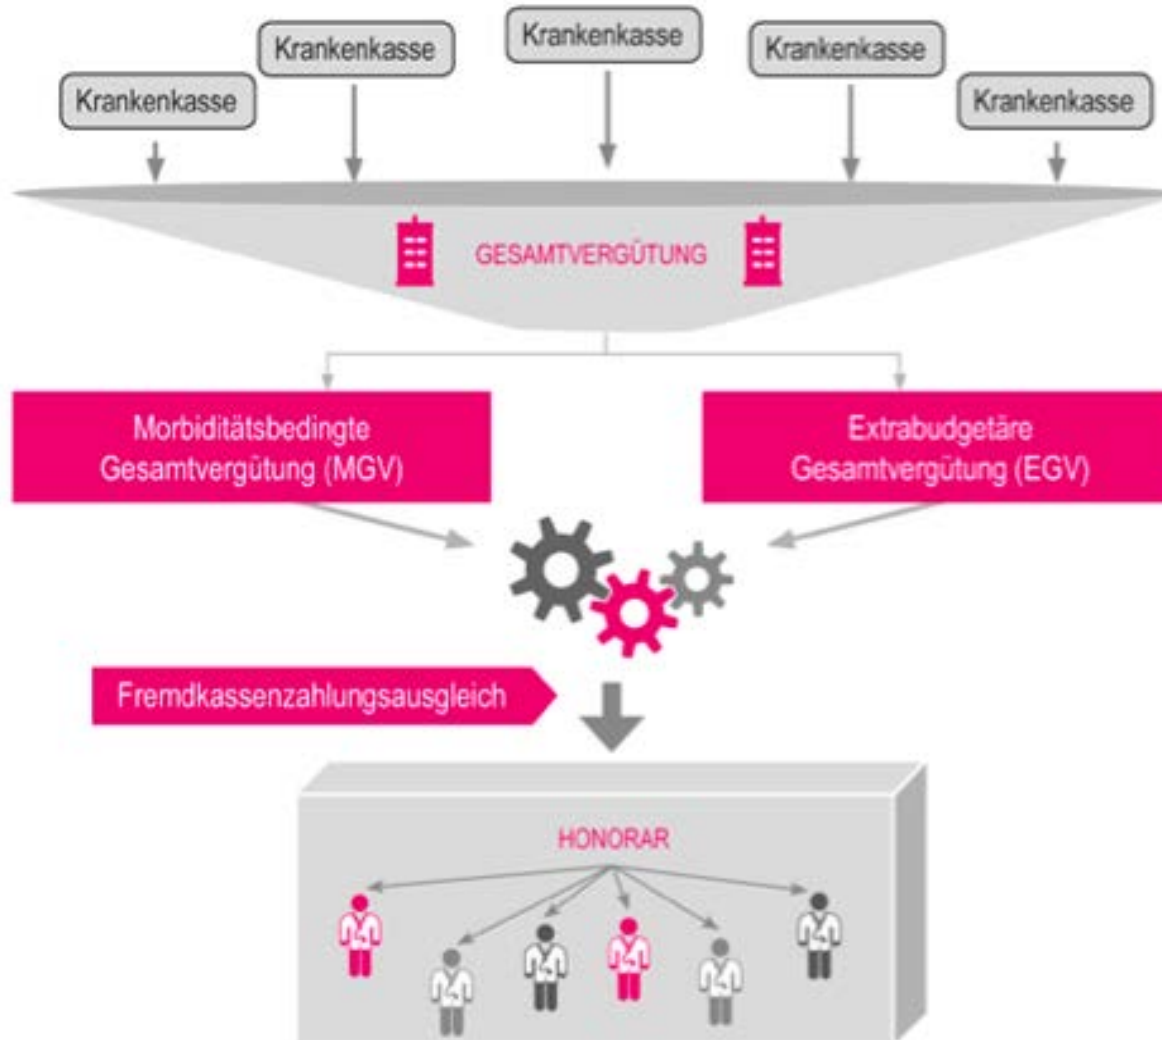 Krankenkasse
Krankenkasse
Krankenkasse
Krankenkasse
Krankenkasse
GESAMTVERGÜTUNG
Morbiditätsbedingte
Gesamtvergütung (MGV)
Extrabudgetäre
Gesamtvergütung (EGV)
Fremdkassenzahlungsausgleich
HONORAR